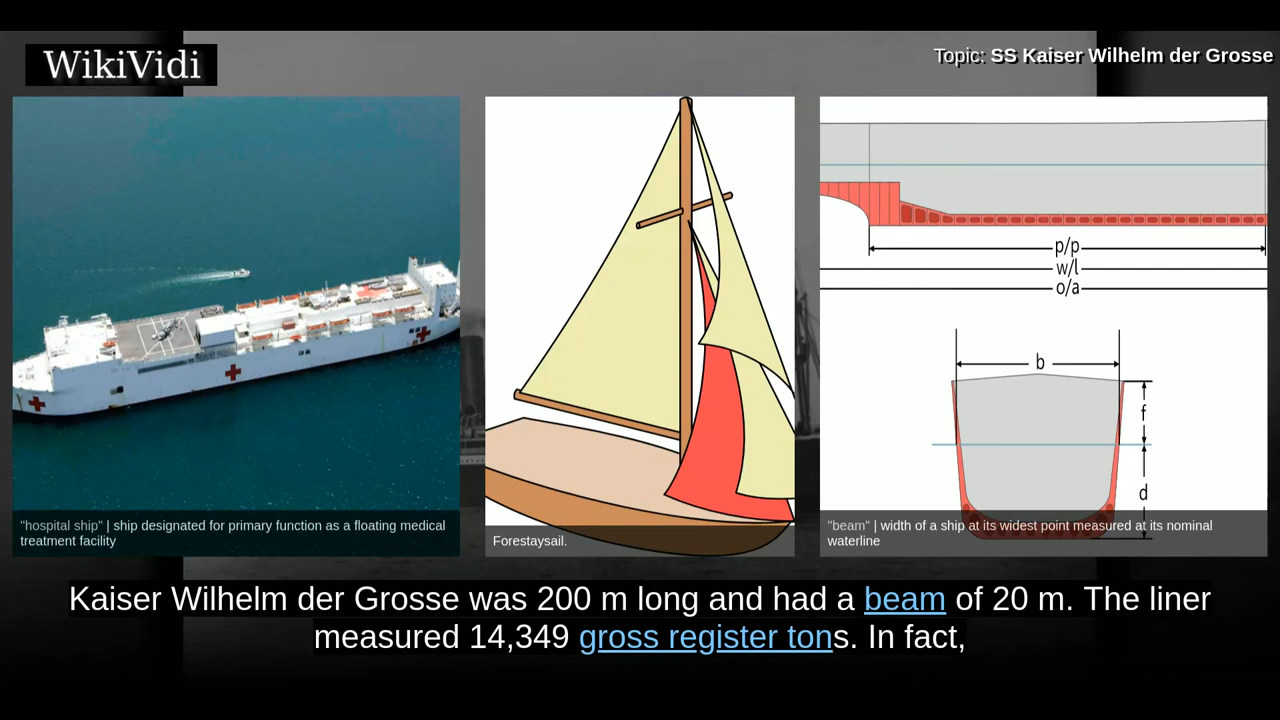 WikiVidi
Topic: SS Kaiser Wilhelm der Grosse
p/p
w/l
o/a
b
f
d
"hospital ship" | ship designated for primary function as a floating medical
treatment facility
Forestaysail.
"beam" | width of a ship at its widest point measured at its nominal
waterline
Kaiser Wilhelm der Grosse was 200 m long and had a beam of 20 m. The liner
measured 14,349 gross register tons. In fact,